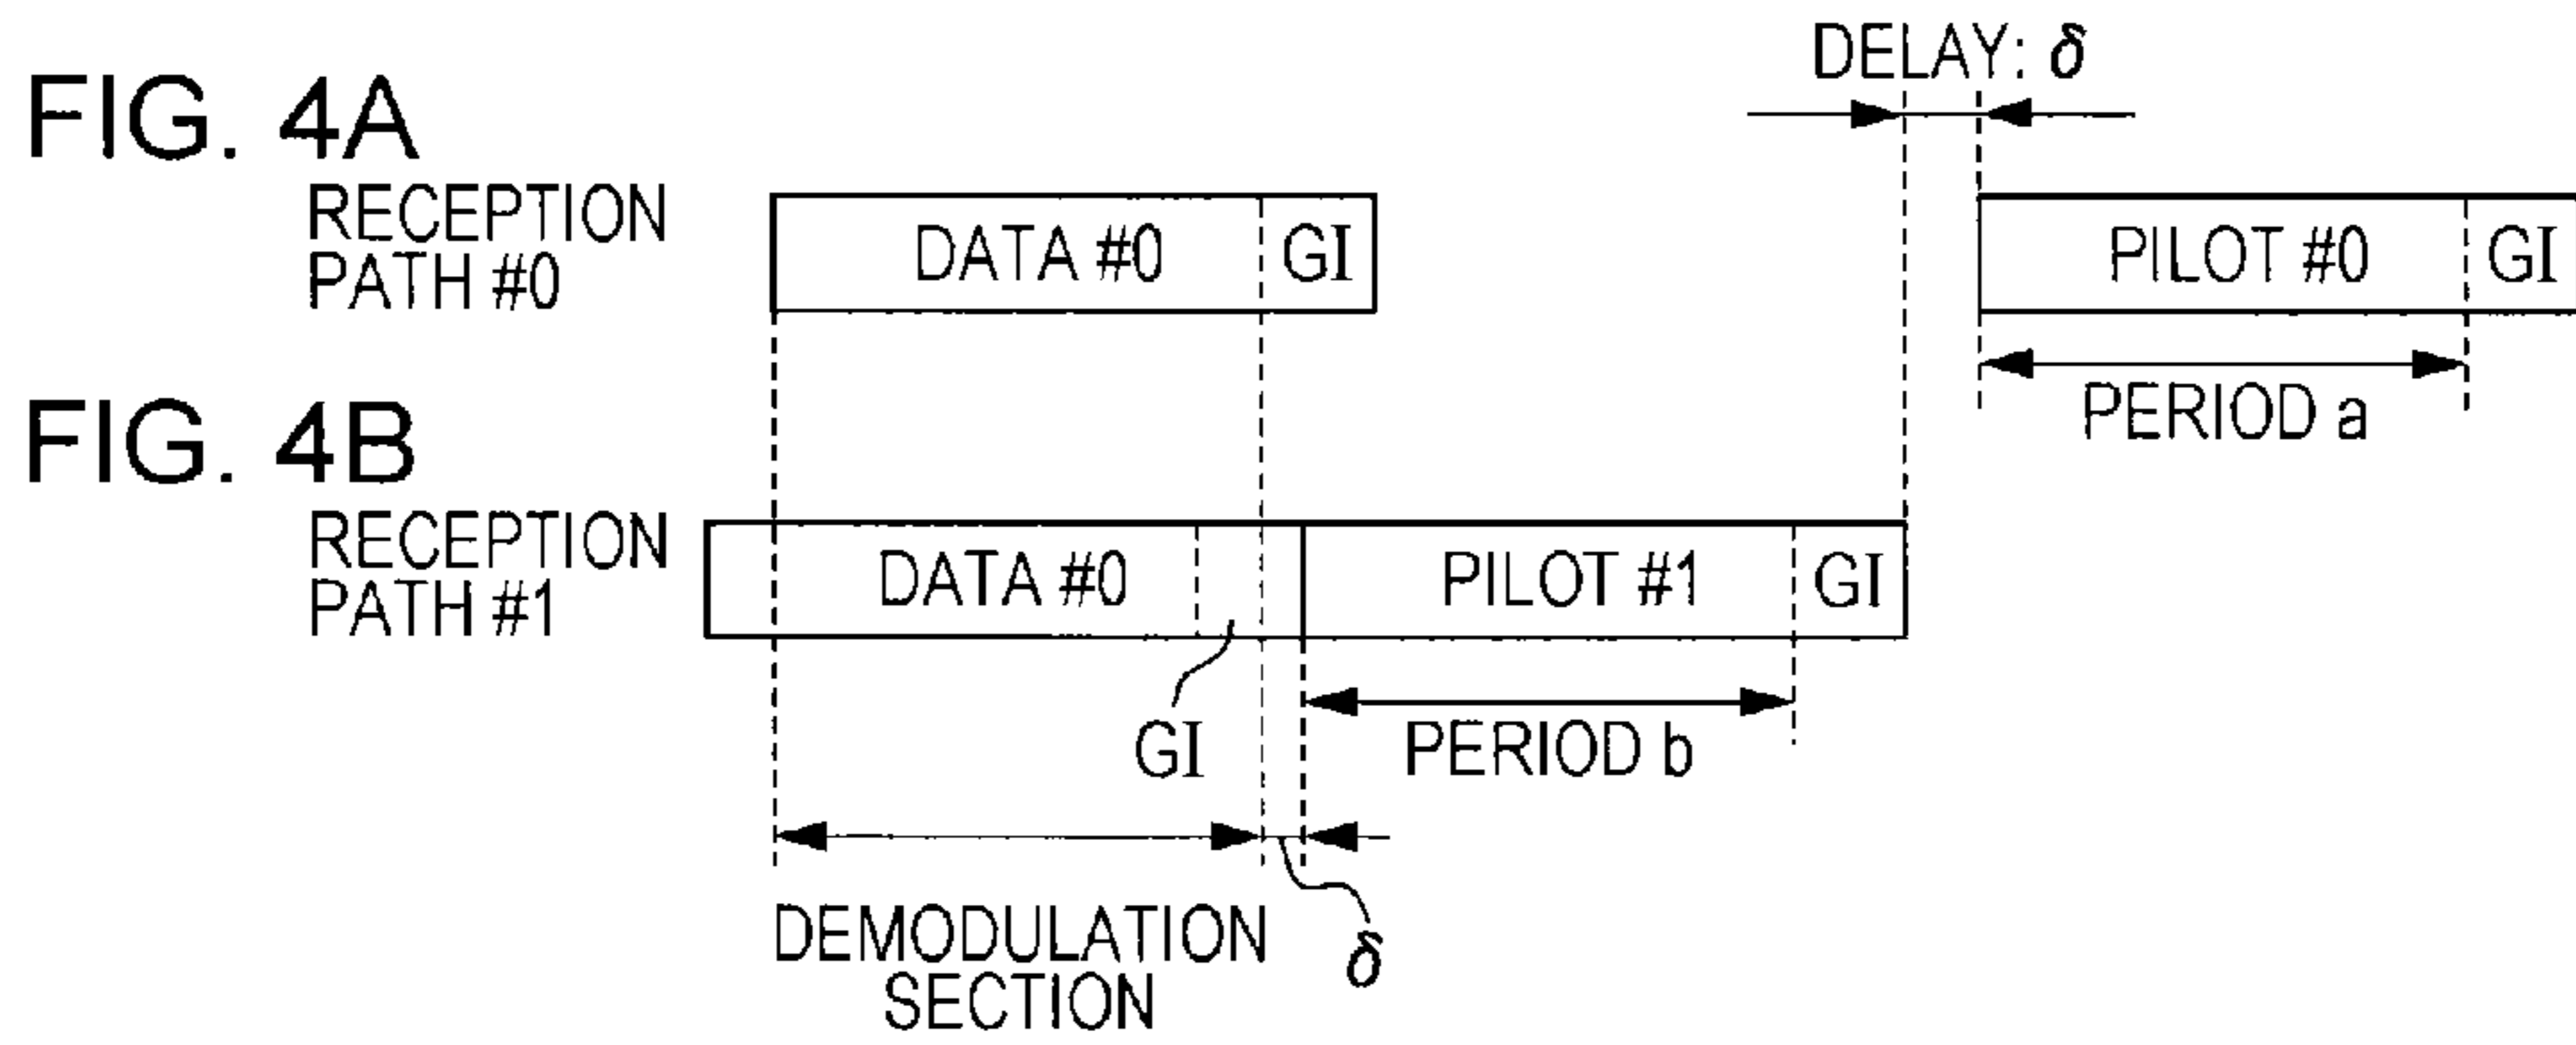 DELAY: δ
FIG. 4A
RECEPTION
PATH #0
DATA #0
GI
PILOT #0
GI
PERIOD a
FIG. 4B
RECEPTION
PATH #1
DATA #0
PILOT #1
GI
GI
PERIOD b
DEMODULATION
SECTION
δ